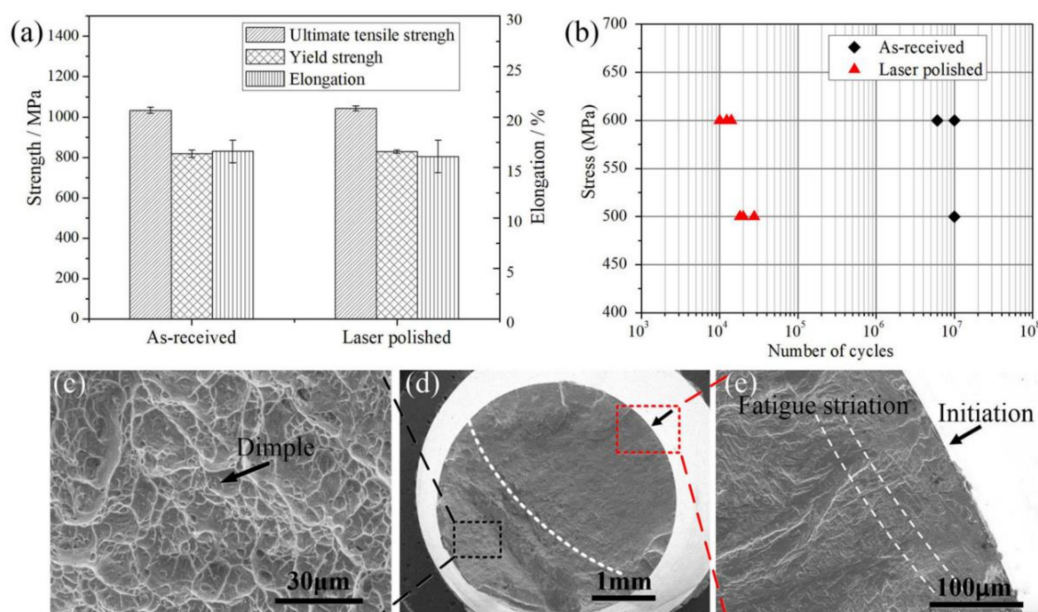 (a)
1400
1200
1000
800
600
400
200
0
Strength / MPa
30
25
20
15
10
5
0
Elongation / %
Ultimate tensile strengh
Yield strengh
Elongation
As-received
Laser polished
(b)
700
650
600
550
500
450
400
Stress (MPa)
As-received
Laser polished
10³
10⁴
10⁵
10⁶
10⁷
10⁸
Number of cycles
(c)
Dimple
30μm
(d)
1mm
(e)
Fatigue striation
Initiation
100μm